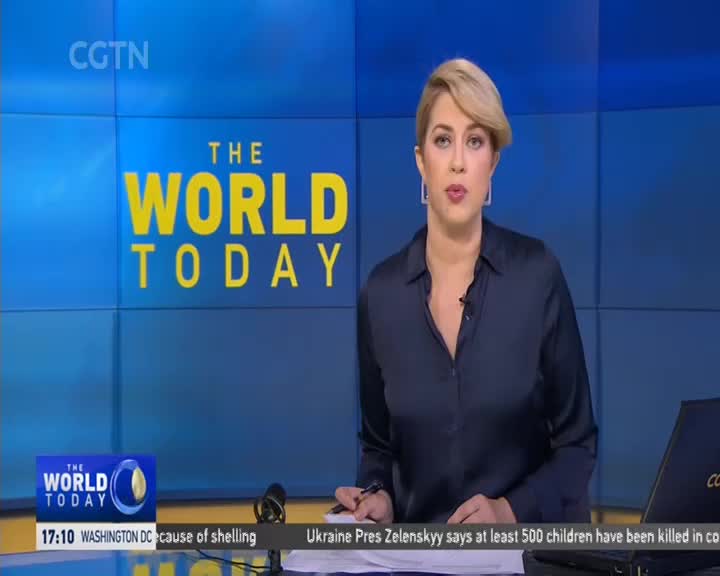 CGTN
THE
WORLD
TODAY
THE
WORLD
TODAY
17:10 WASHINGTON DC
ecause of shelling Ukraine Pres Zelenskyy says at least 500 children have been killed in co